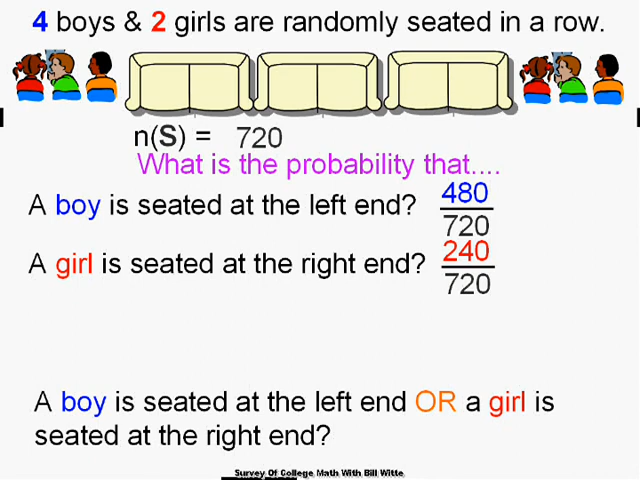 4 boys & 2 girls are randomly seated in a row.
n(S) = 720
What is the probability that....
A boy is seated at the left end? 480/720
A girl is seated at the right end? 240/720
A boy is seated at the left end OR a girl is
seated at the right end?
Survey Of College Math With Bill Witte